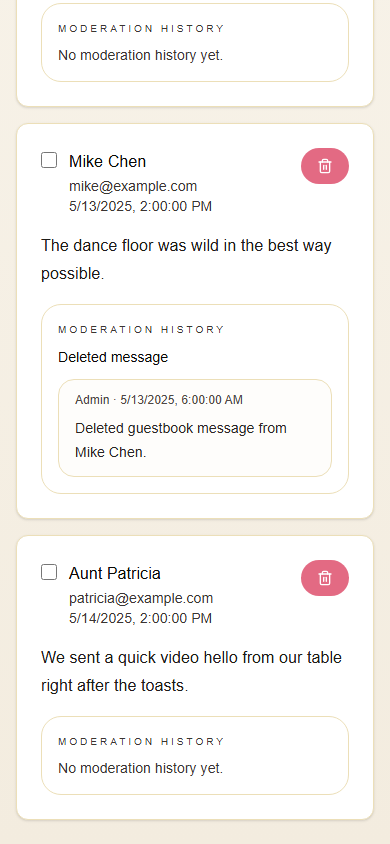 MODERATION HISTORY
No moderation history yet.
Mike Chen
mike@example.com
5/13/2025, 2:00:00 PM
The dance floor was wild in the best way
possible.
MODERATION HISTORY
Deleted message
Admin · 5/13/2025, 6:00:00 AM
Deleted guestbook message from
Mike Chen.
Aunt Patricia
patricia@example.com
5/14/2025, 2:00:00 PM
We sent a quick video hello from our table
right after the toasts.
MODERATION HISTORY
No moderation history yet.